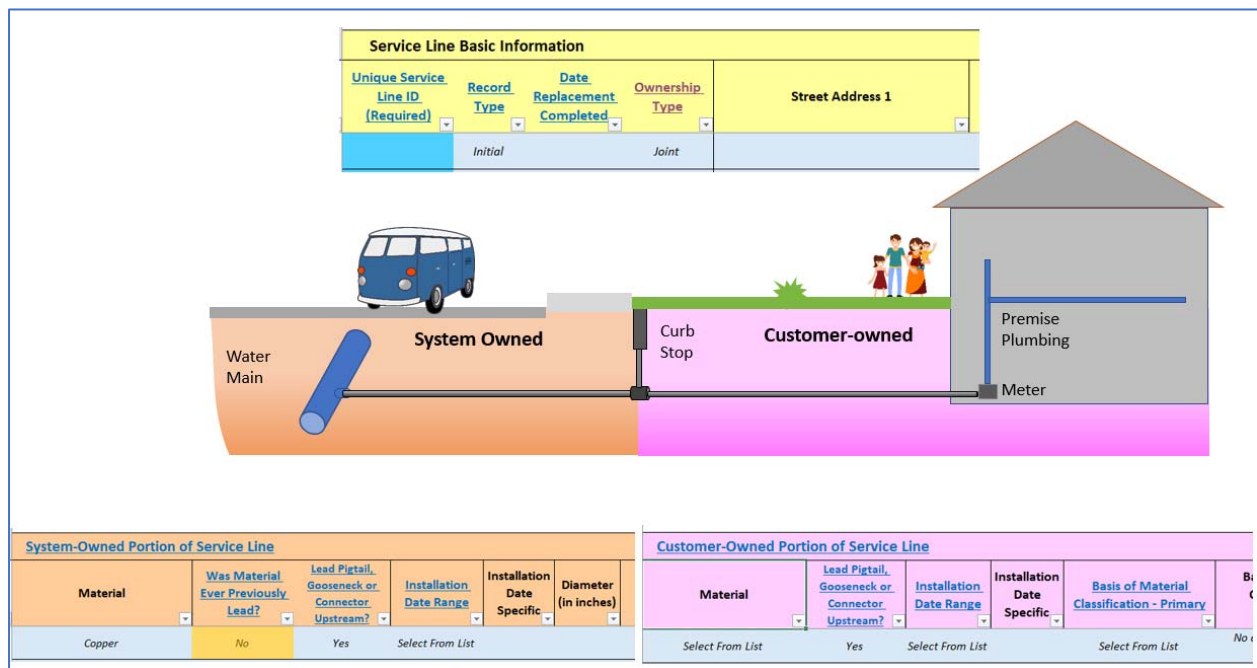 Service Line Basic Information
Unique Service
Line ID
(Required)
Record
Type
Date
Replacement
Completed
Ownership
Type
Street Address 1
Initial
Joint
System Owned
Curb
Stop
Customer-owned
Premise
Plumbing
Water
Main
Meter
System-Owned Portion of Service Line
Material
Was Material
Ever Previously
Lead?
Lead Pigtail,
Gooseneck or
Connector
Upstream?
Installation
Date Range
Installation
Date
Specific
Diameter
(in inches)
Copper
No
Yes
Select From List
Customer-Owned Portion of Service Line
Material
Lead Pigtail,
Gooseneck or
Connector
Upstream?
Installation
Date Range
Installation
Date
Specific
Basis of Material
Classification - Primary
Select From List
Yes
Select From List
Select From List